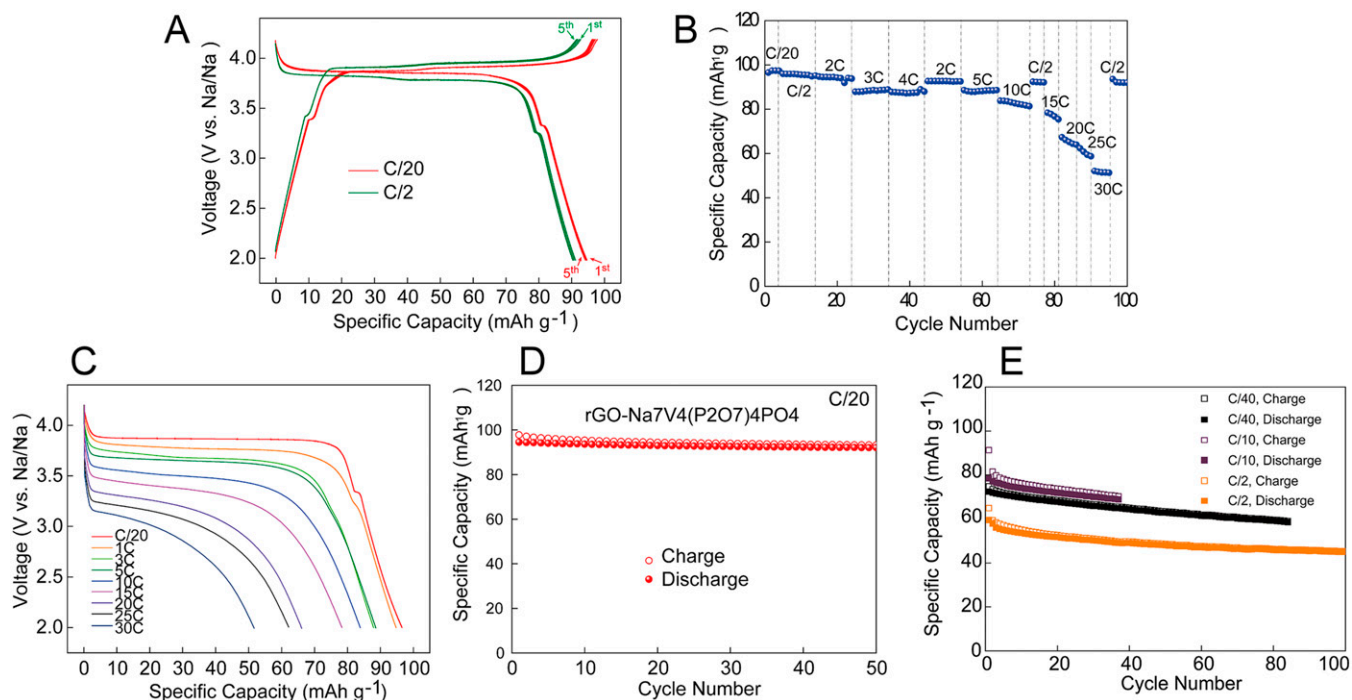 A
5th 1st
4.0
3.5
3.0
2.5
2.0
Voltage (V vs. Na/Na)
C/20
C/2
5th 1st
0 10 20 30 40 50 60 70 80 90 100
Specific Capacity (mAh g-1)
B
120
100
80
60
40
20
0
Specific Capacity (mAh¹g )
C/20
C/2
2C
3C
4C
2C
5C
10C
C/2
15C
20C
25C
30C
C/2
0 20 40 60 80 100
Cycle Number
C
4.0
3.5
3.0
2.5
2.0
Voltage (V vs. Na/Na)
C/20
1C
3C
5C
10C
15C
20C
25C
30C
0 10 20 30 40 50 60 70 80 90 100
Specific Capacity (mAh g-1)
D
120
100
80
60
40
20
0
Specific Capacity (mAh¹g )
C/20
rGO-Na7V4(P2O7)4PO4
Charge
Discharge
0 10 20 30 40 50
Cycle Number
E
120
100
80
60
40
20
0
Specific Capacity (mAh g-1)
C/40, Charge
C/40, Discharge
C/10, Charge
C/10, Discharge
C/2, Charge
C/2, Discharge
0 20 40 60 80 100
Cycle Number